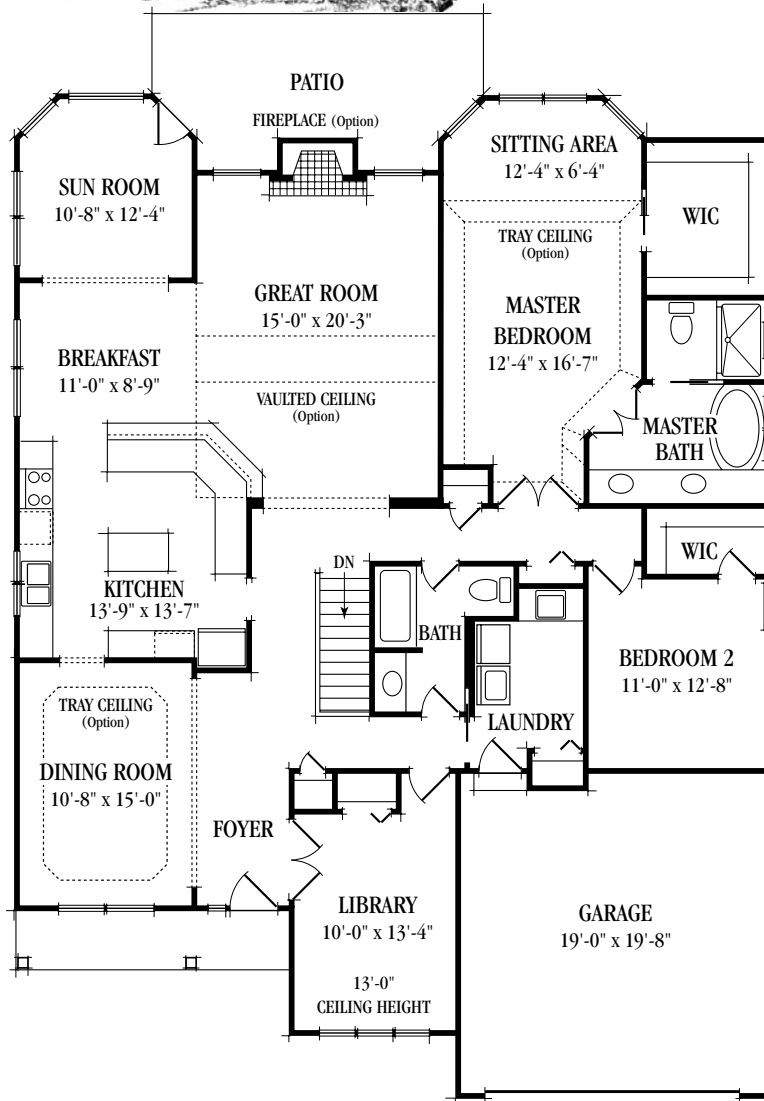 PATIO
FIREPLACE (Option)
SITTING AREA
12'-4" x 6'-4"
SUN ROOM
10'-8" x 12'-4"
WIC
TRAY CEILING
(Option)
GREAT ROOM
15'-0" x 20'-3"
MASTER
BEDROOM
12'-4" x 16'-7"
BREAKFAST
11'-0" x 8'-9"
VAULTED CEILING
(Option)
MASTER
BATH
WIC
DN
KITCHEN
13'-9" x 13'-7"
BATH
BEDROOM 2
11'-0" x 12'-8"
TRAY CEILING
(Option)
LAUNDRY
DINING ROOM
10'-8" x 15'-0"
FOYER
LIBRARY
10'-0" x 13'-4"
GARAGE
19'-0" x 19'-8"
13'-0"
CEILING HEIGHT